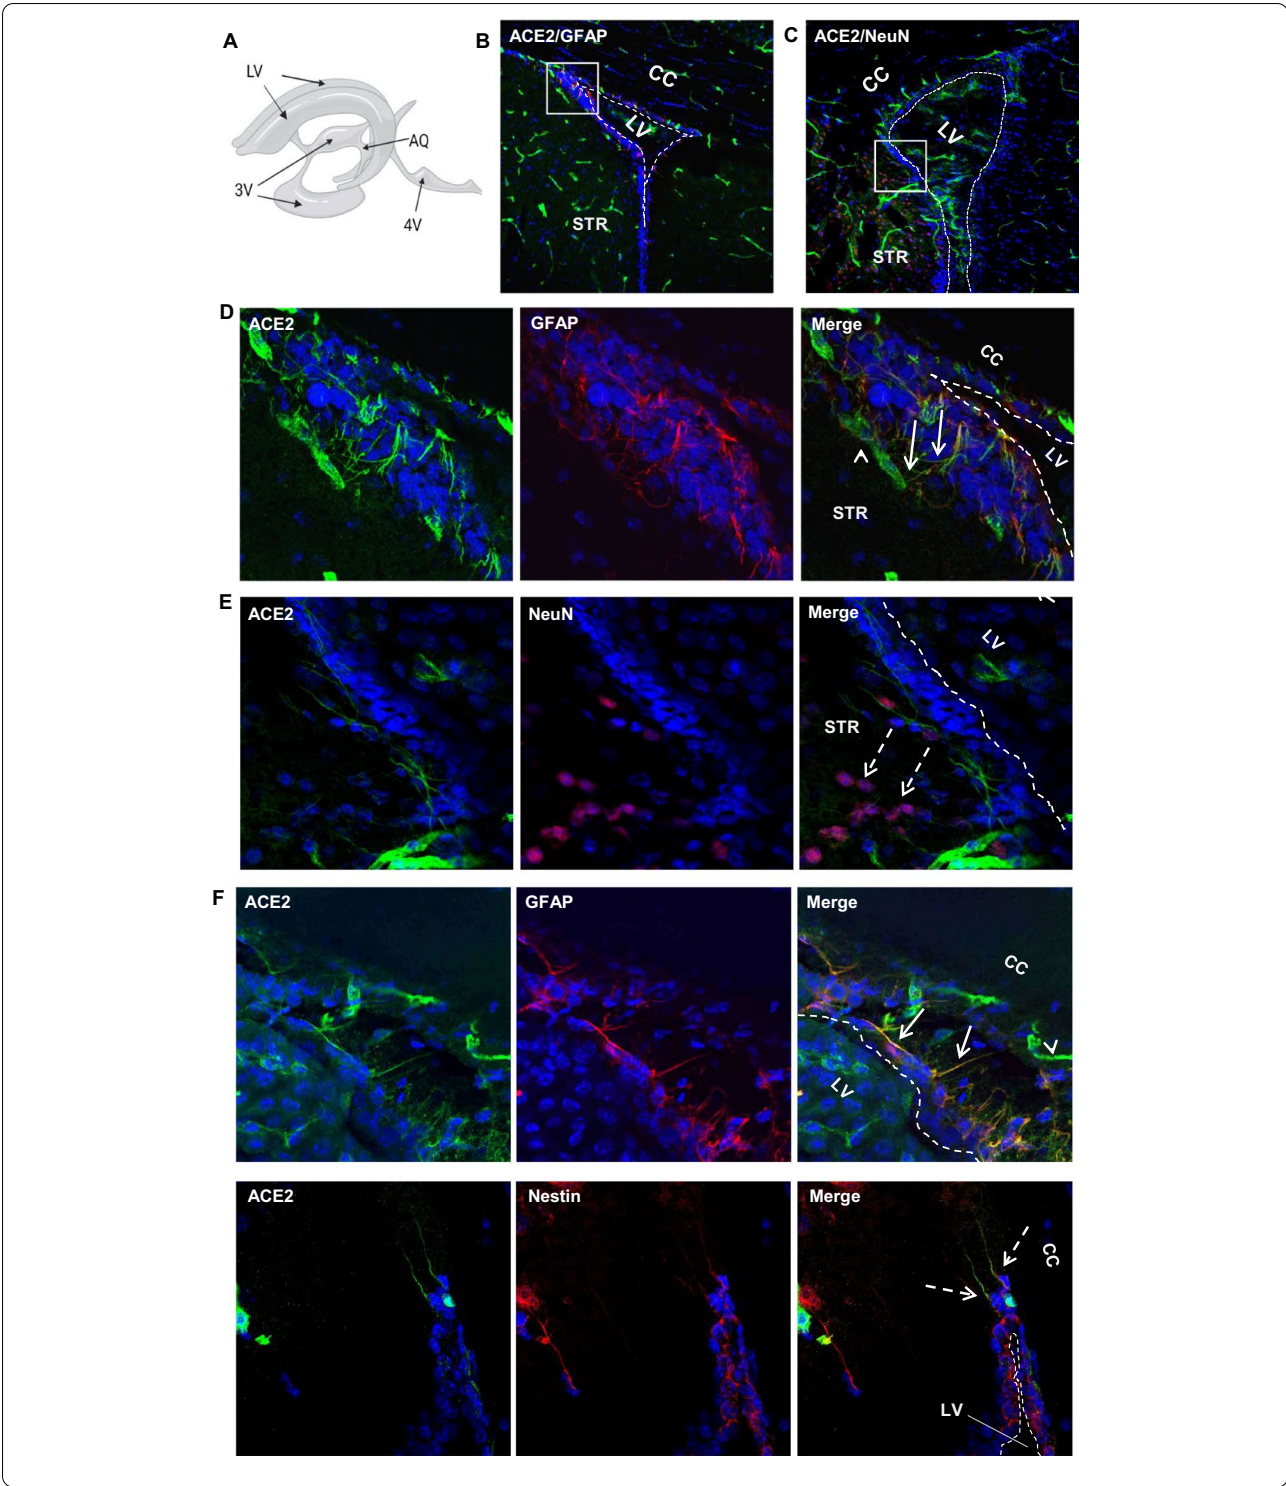 A
LV
AQ
3V
4V
B
ACE2/GFAP
CC
LV
STR
C
ACE2/NeuN
CC
LV
STR
D
ACE2
GFAP
Merge
CC
LV
STR
E
ACE2
NeuN
Merge
LV
STR
F
ACE2
GFAP
Merge
CC
LV
ACE2
Nestin
Merge
CC
LV